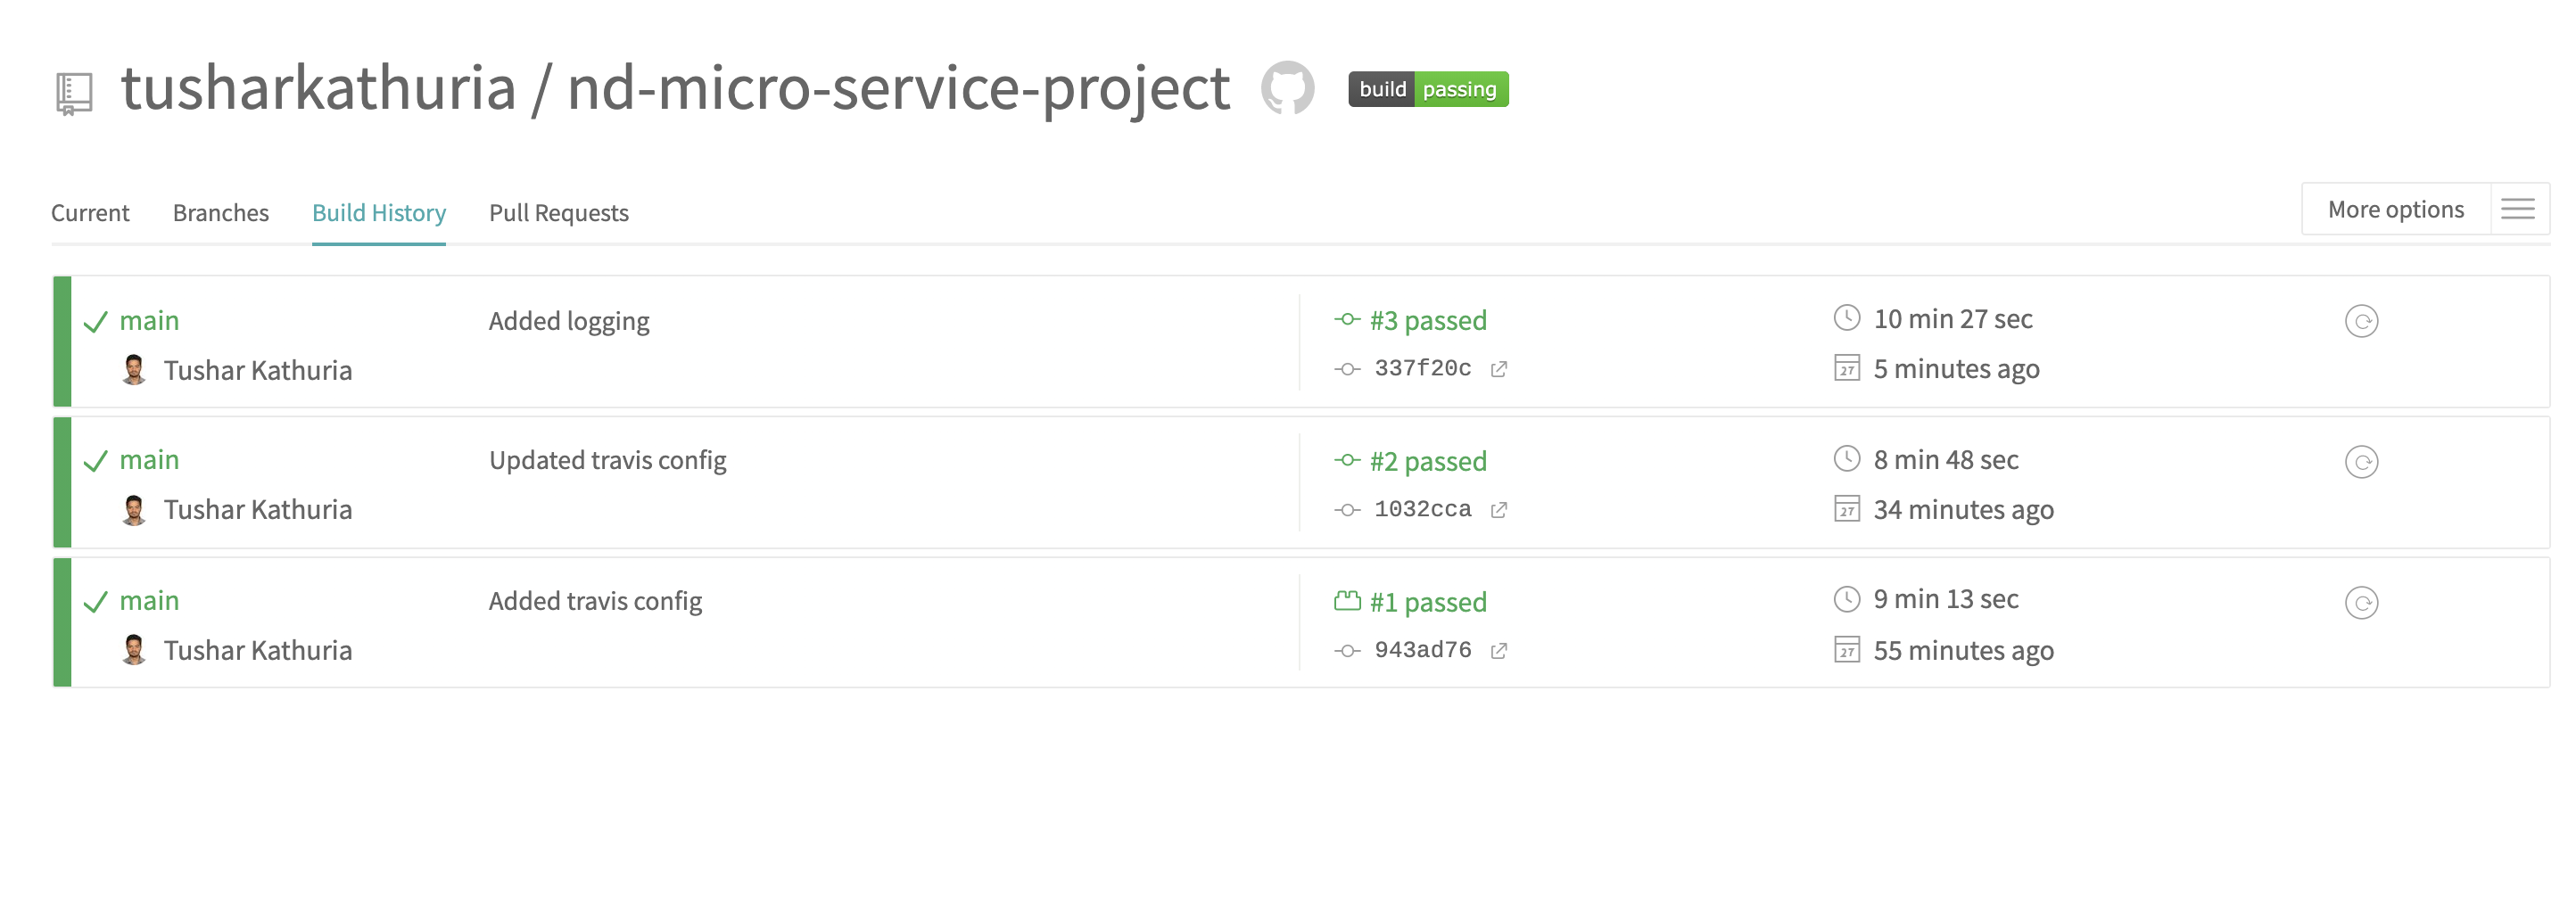 tusharkathuria / nd-micro-service-project build passing
Current Branches Build History Pull Requests More options
main Added logging #3 passed 10 min 27 sec
Tushar Kathuria 337f20c 27 5 minutes ago
main Updated travis config #2 passed 8 min 48 sec
Tushar Kathuria 1032cca 27 34 minutes ago
main Added travis config #1 passed 9 min 13 sec
Tushar Kathuria 943ad76 27 55 minutes ago